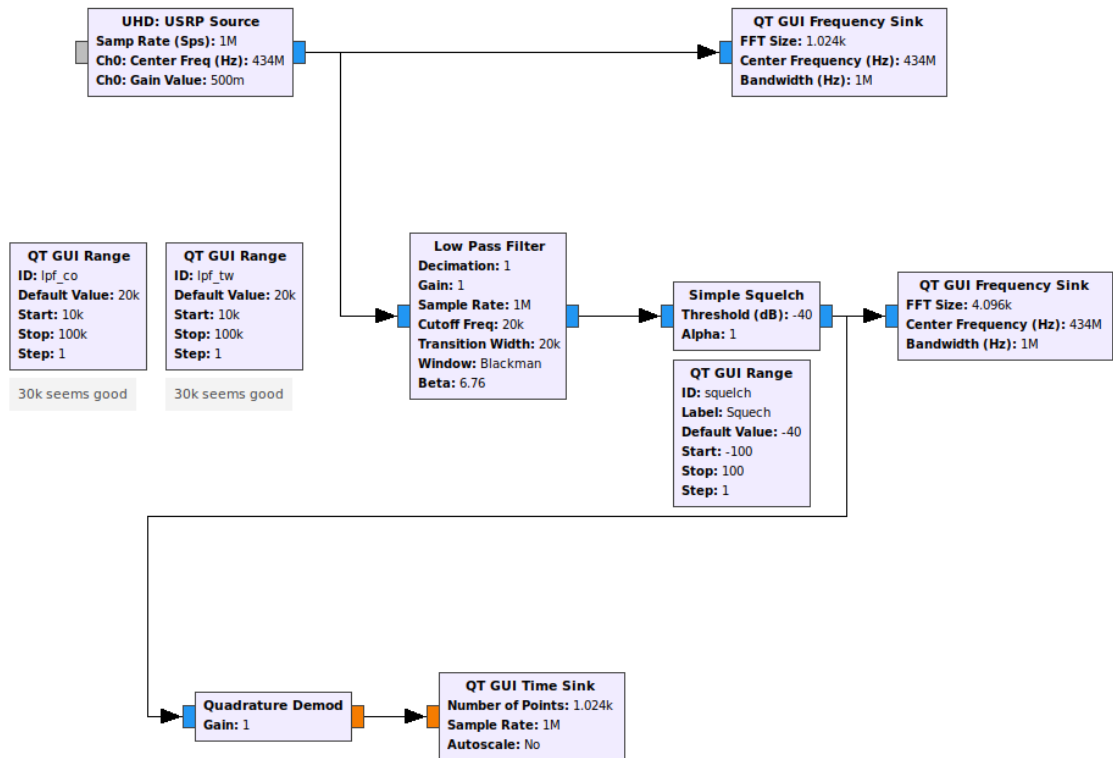 UHD: USRP Source
Samp Rate (Sps): 1M
Ch0: Center Freq (Hz): 434M
Ch0: Gain Value: 500m
QT GUI Frequency Sink
FFT Size: 1.024k
Center Frequency (Hz): 434M
Bandwidth (Hz): 1M
QT GUI Range
ID: lpf_co
Default Value: 20k
Start: 10k
Stop: 100k
Step: 1
30k seems good
QT GUI Range
ID: lpf_tw
Default Value: 20k
Start: 10k
Stop: 100k
Step: 1
30k seems good
Low Pass Filter
Decimation: 1
Gain: 1
Sample Rate: 1M
Cutoff Freq: 20k
Transition Width: 20k
Window: Blackman
Beta: 6.76
Simple Squelch
Threshold (dB): -40
Alpha: 1
QT GUI Range
ID: squelch
Label: Squech
Default Value: -40
Start: -100
Stop: 100
Step: 1
QT GUI Frequency Sink
FFT Size: 4.096k
Center Frequency (Hz): 434M
Bandwidth (Hz): 1M
Quadrature Demod
Gain: 1
QT GUI Time Sink
Number of Points: 1.024k
Sample Rate: 1M
Autoscale: No